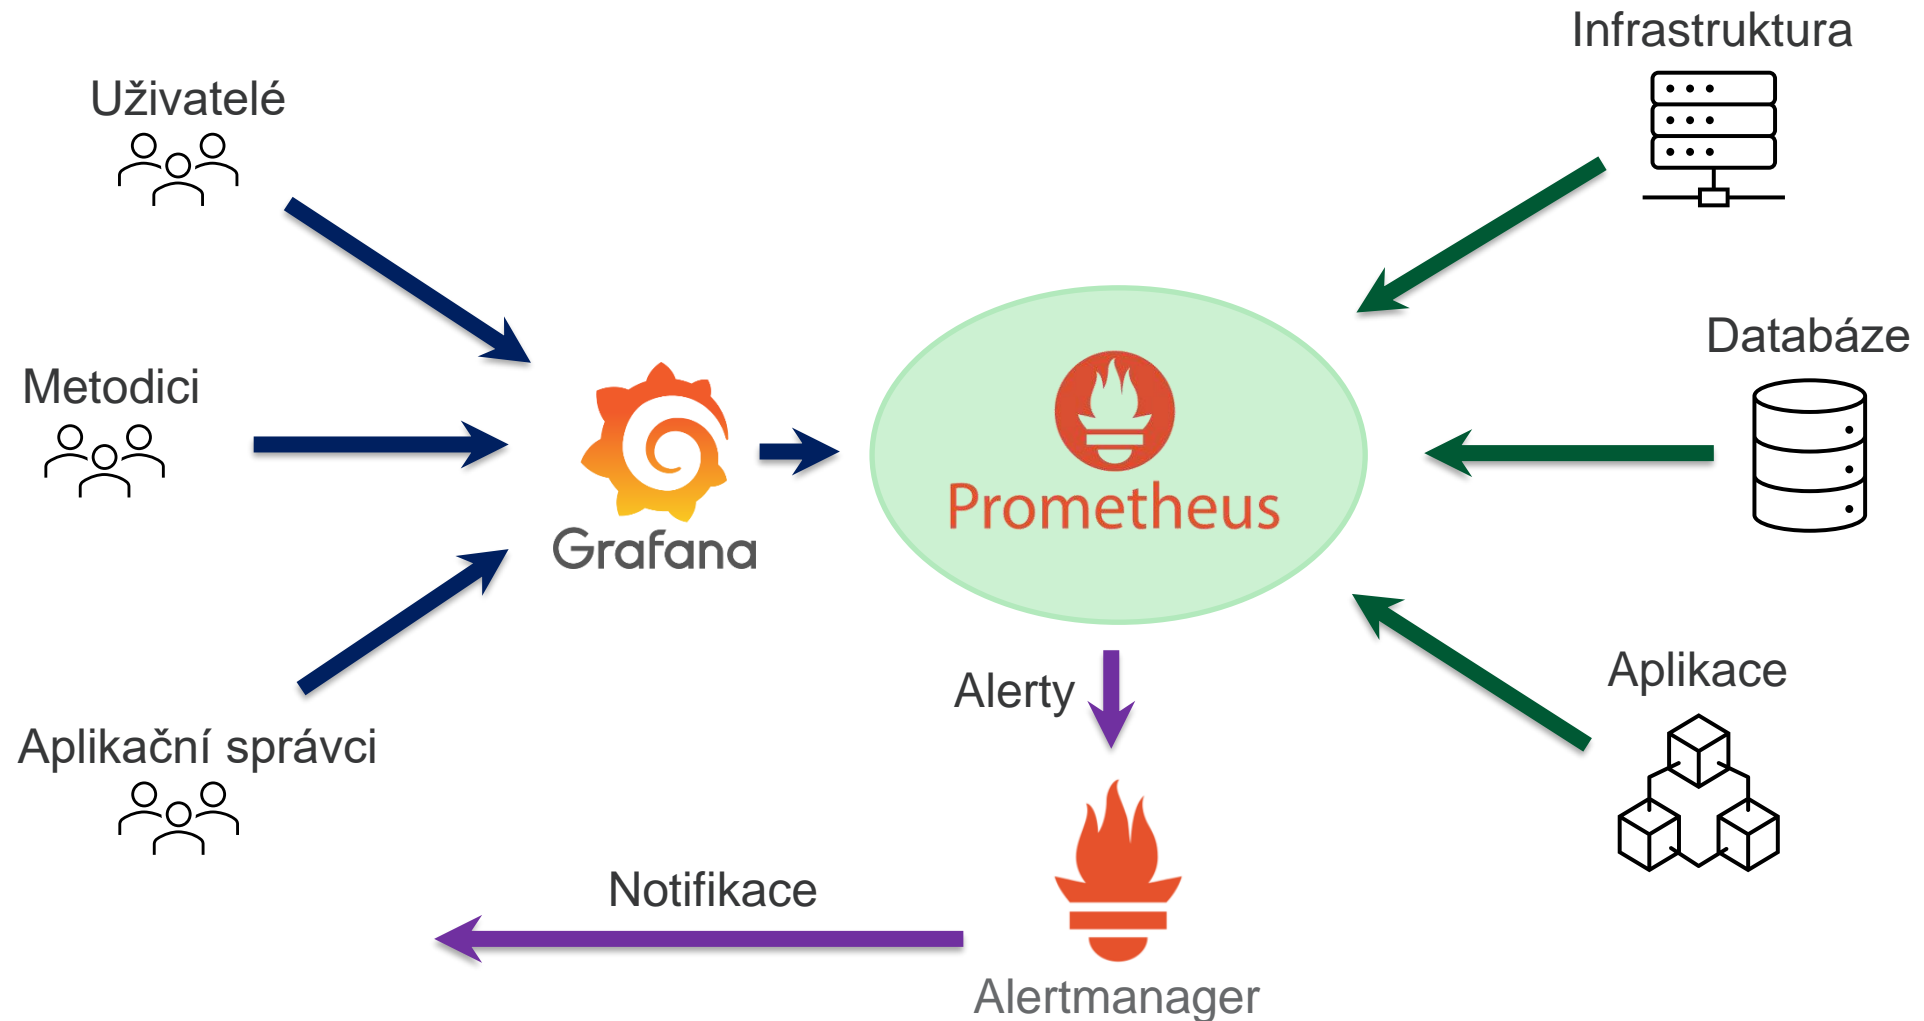 Infrastruktura
Uživatelé
Databáze
Metodici
Prometheus
Grafana
Aplikace
Alerty
Aplikační správci
Notifikace
Alertmanager